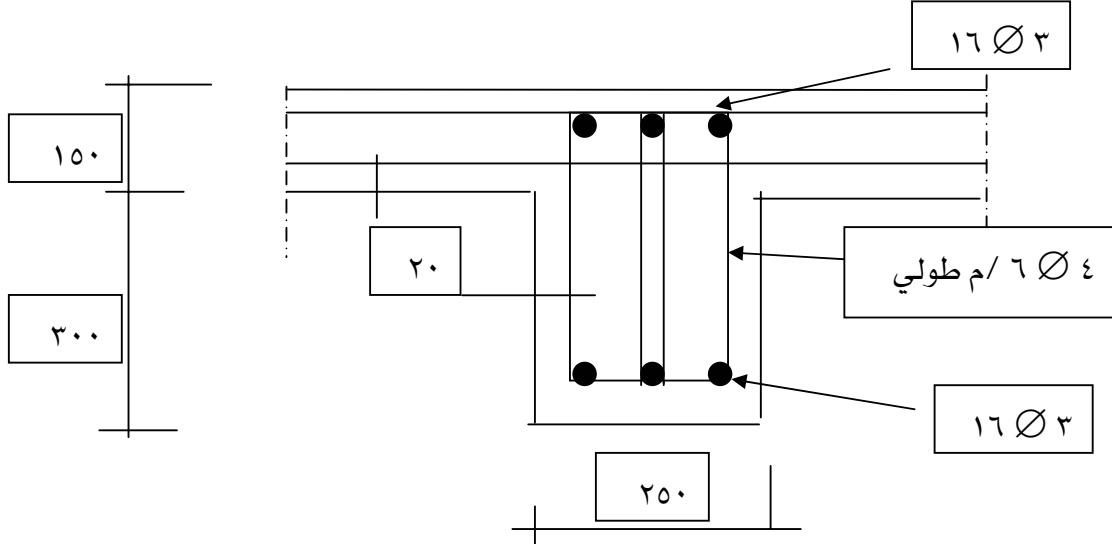 ٣ ∅ ١٦
١٥٠
٢٠
٤ ∅ ٦ /م طولي
٣٠٠
٣ ∅ ١٦
٢٥٠